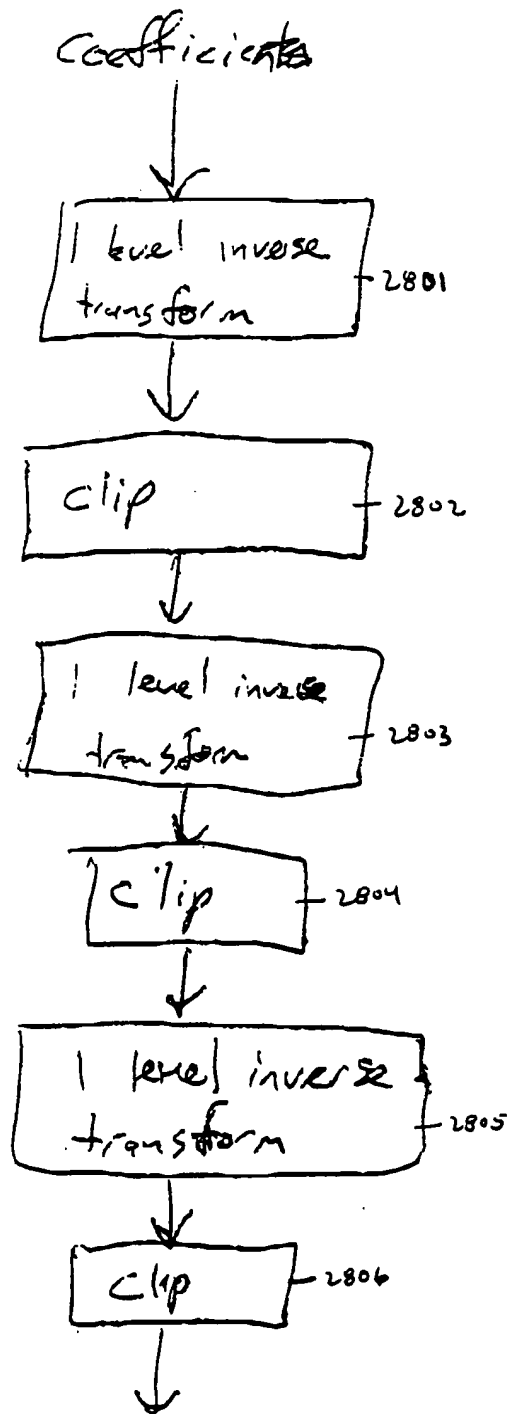 Coefficients
1 level inverse
transform
2801
clip
2802
1 level inverse
transform
2803
clip
2804
1 level inverse
transform
2805
clip
2806